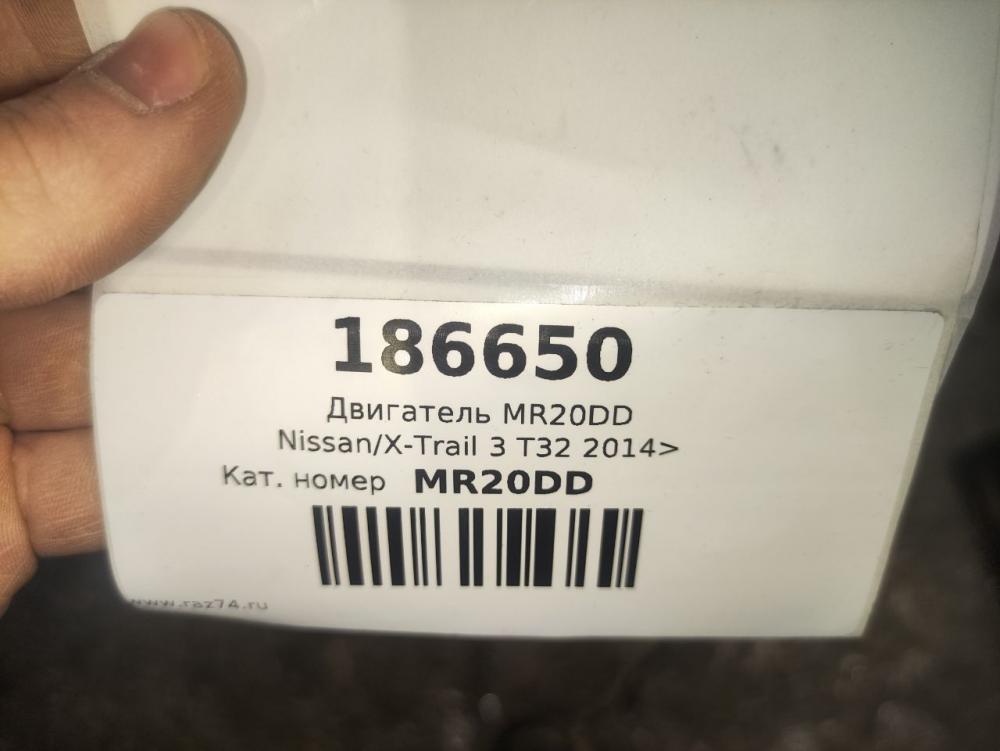 186650
Двигатель MR20DD
Nissan/X-Trail 3 T32 2014>
Кат. номер MR20DD
www.raz74.ru